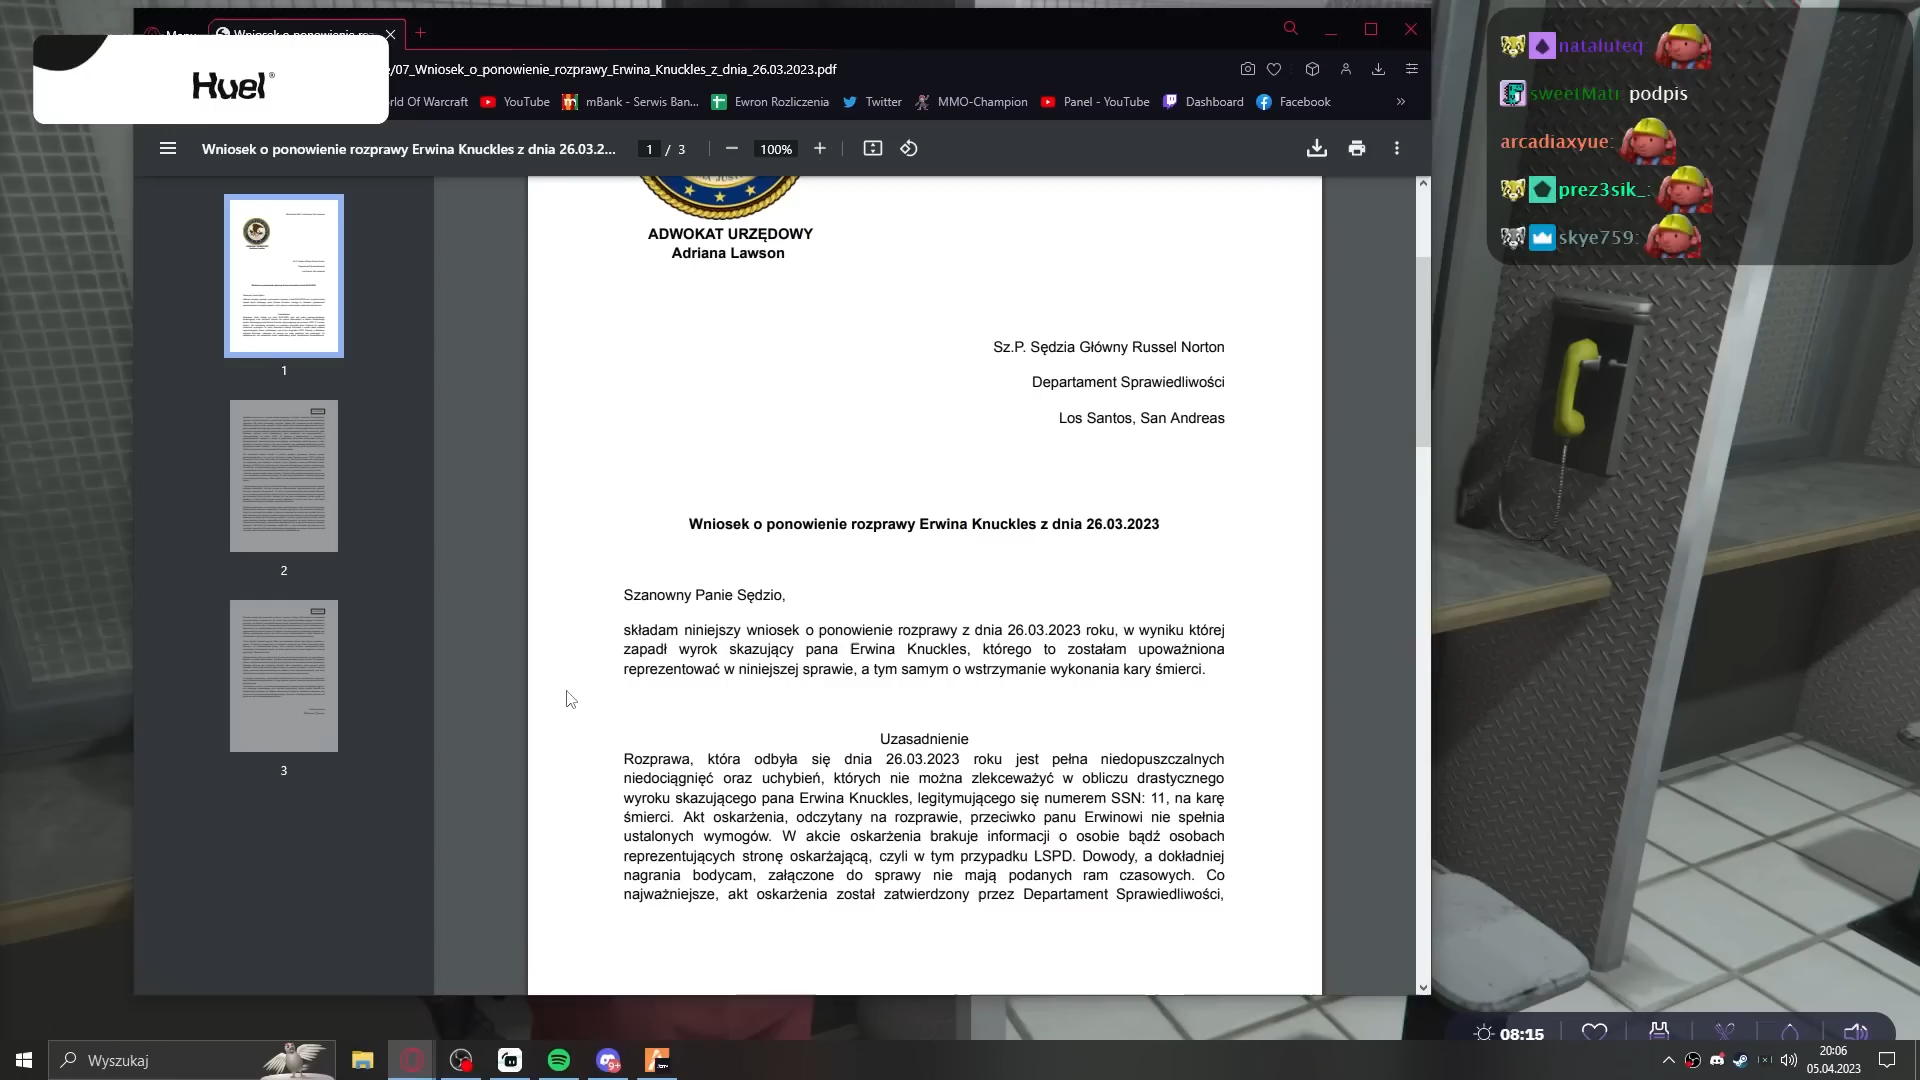 Huel®
Wniosek o ponowienie roz
/07_Wniosek_o_ponowienie_rozprawy_Erwina_Knuckles_z_dnia_26.03.2023.pdf
rld Of Warcraft
YouTube
mBank - Serwis Ban...
Ewron Rozliczenia
Twitter
MMO-Champion
Panel - YouTube
Dashboard
Facebook
»
Wniosek o ponowienie rozprawy Erwina Knuckles z dnia 26.03.2...
1 / 3
100%
1
2
3
ADWOKAT URZĘDOWY
Adriana Lawson
Sz.P. Sędzia Główny Russel Norton
Departament Sprawiedliwości
Los Santos, San Andreas
Wniosek o ponowienie rozprawy Erwina Knuckles z dnia 26.03.2023
Szanowny Panie Sędzio,
składam niniejszy wniosek o ponowienie rozprawy z dnia 26.03.2023 roku, w wyniku której
zapadł wyrok skazujący pana Erwina Knuckles, którego to zostałam upoważniona
reprezentować w niniejszej sprawie, a tym samym o wstrzymanie wykonania kary śmierci.
Uzasadnienie
Rozprawa, która odbyła się dnia 26.03.2023 roku jest pełna niedopuszczalnych
niedociągnięć oraz uchybień, których nie można zlekceważyć w obliczu drastycznego
wyroku skazującego pana Erwina Knuckles, legitymującego się numerem SSN: 11, na karę
śmierci. Akt oskarżenia, odczytany na rozprawie, przeciwko panu Erwinowi nie spełnia
ustalonych wymogów. W akcie oskarżenia brakuje informacji o osobie bądź osobach
reprezentujących stronę oskarżającą, czyli w tym przypadku LSPD. Dowody, a dokładniej
nagrania bodycam, załączone do sprawy nie mają podanych ram czasowych. Co
najważniejsze, akt oskarżenia został zatwierdzony przez Departament Sprawiedliwości,
nataluteq:
sweetMati: podpis
arcadiaxyue:
prez3sik_:
skye759:
08:15
Wyszukaj
9+
20:06
05.04.2023